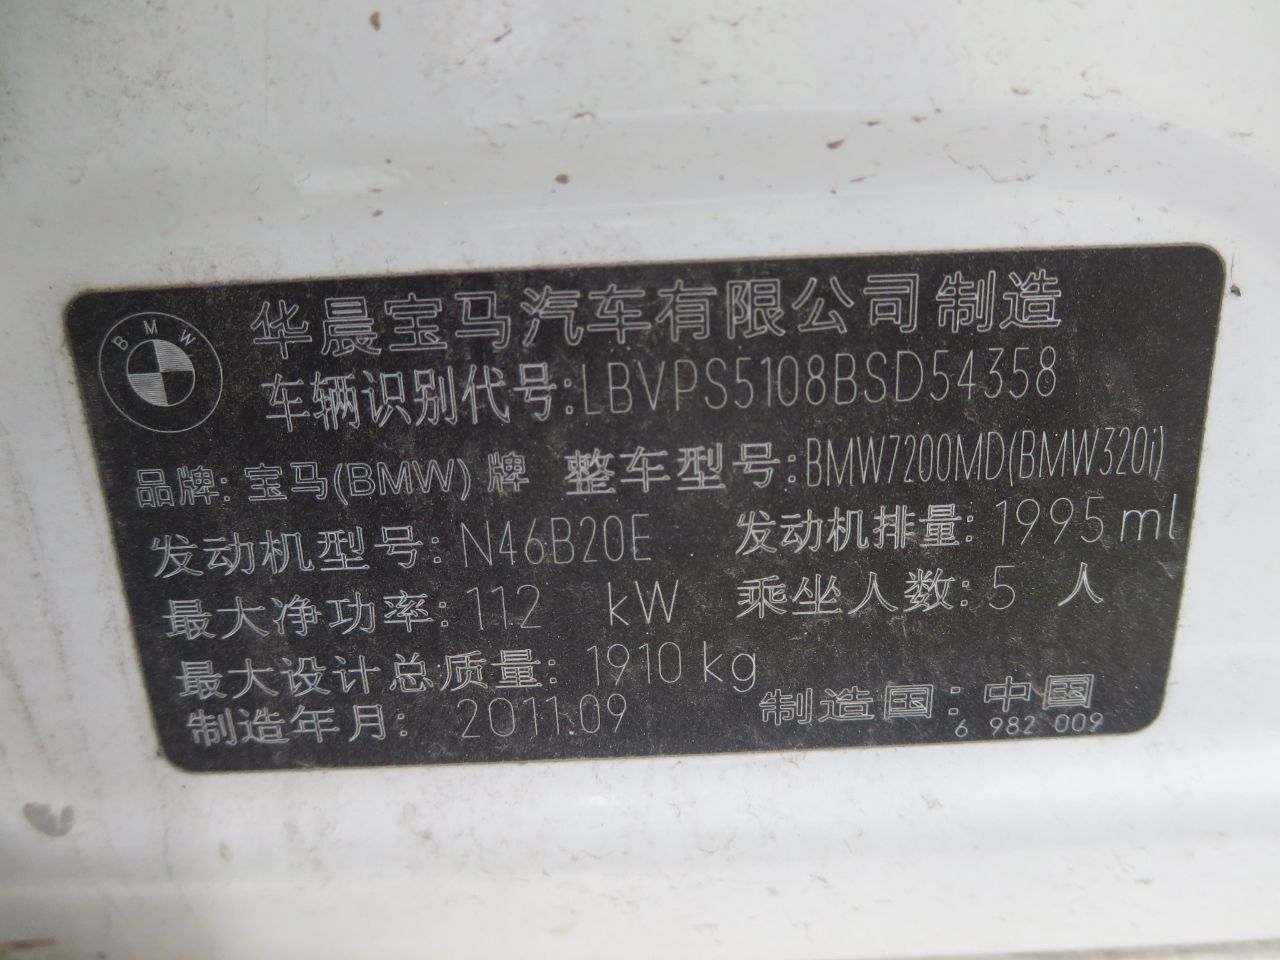 BMW
华晨宝马汽车有限公司 制造
车辆识别代号:LBVPS5108BSD54358
品牌: 宝马(BMW) 牌 整车型号:BMW7200MD(BMW320i)
发动机型号: N46B20E 发动机排量: 1995 ml
最大净功率: 112 kW 乘坐人数: 5 人
最大设计总质量: 1910 kg
制造年月: 2011.09 制造国: 中国
6 982 009